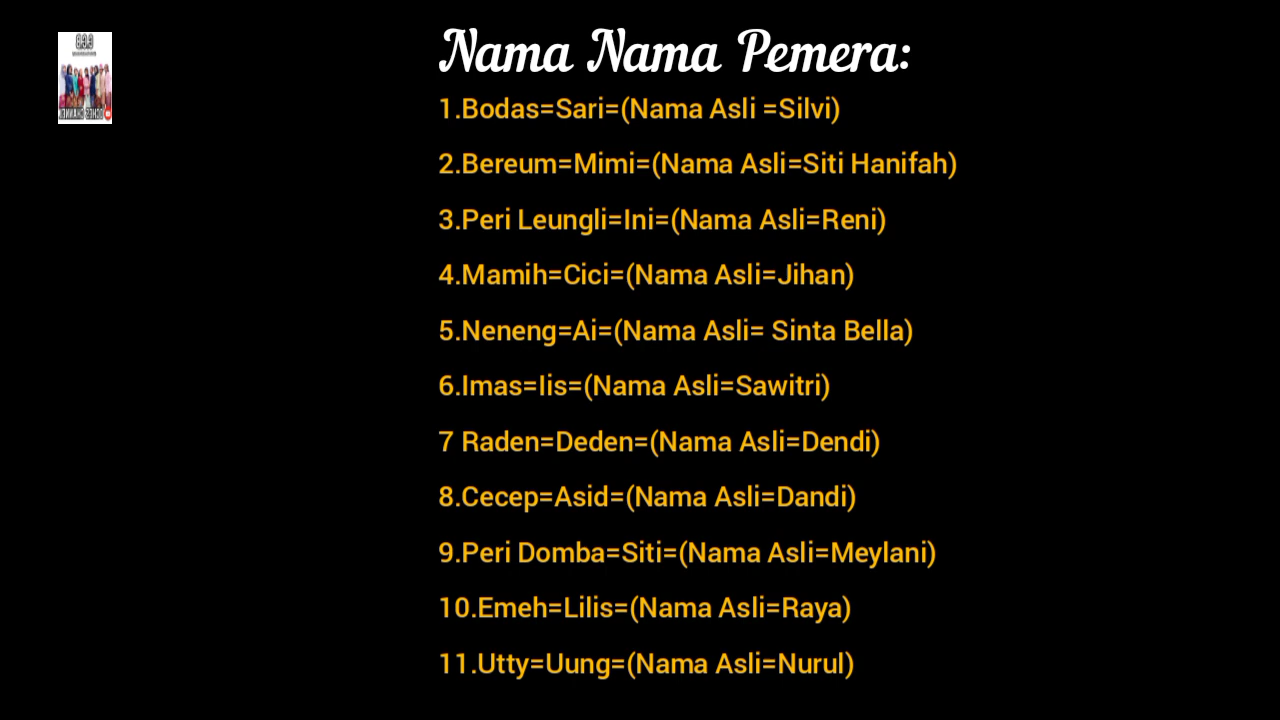 Nama Nama Pemera:
1.Bodas=Sari=(Nama Asli =Silvi)
2.Bereum=Mimi=(Nama Asli=Siti Hanifah)
3.Peri Leungli=Ini=(Nama Asli=Reni)
4.Mamih=Cici=(Nama Asli=Jihan)
5.Neneng=Ai=(Nama Asli= Sinta Bella)
6.Imas=Iis=(Nama Asli=Sawitri)
7 Raden=Deden=(Nama Asli=Dendi)
8.Cecep=Asid=(Nama Asli=Dandi)
9.Peri Domba=Siti=(Nama Asli=Meylani)
10.Emeh=Lilis=(Nama Asli=Raya)
11.Utty=Uung=(Nama Asli=Nurul)